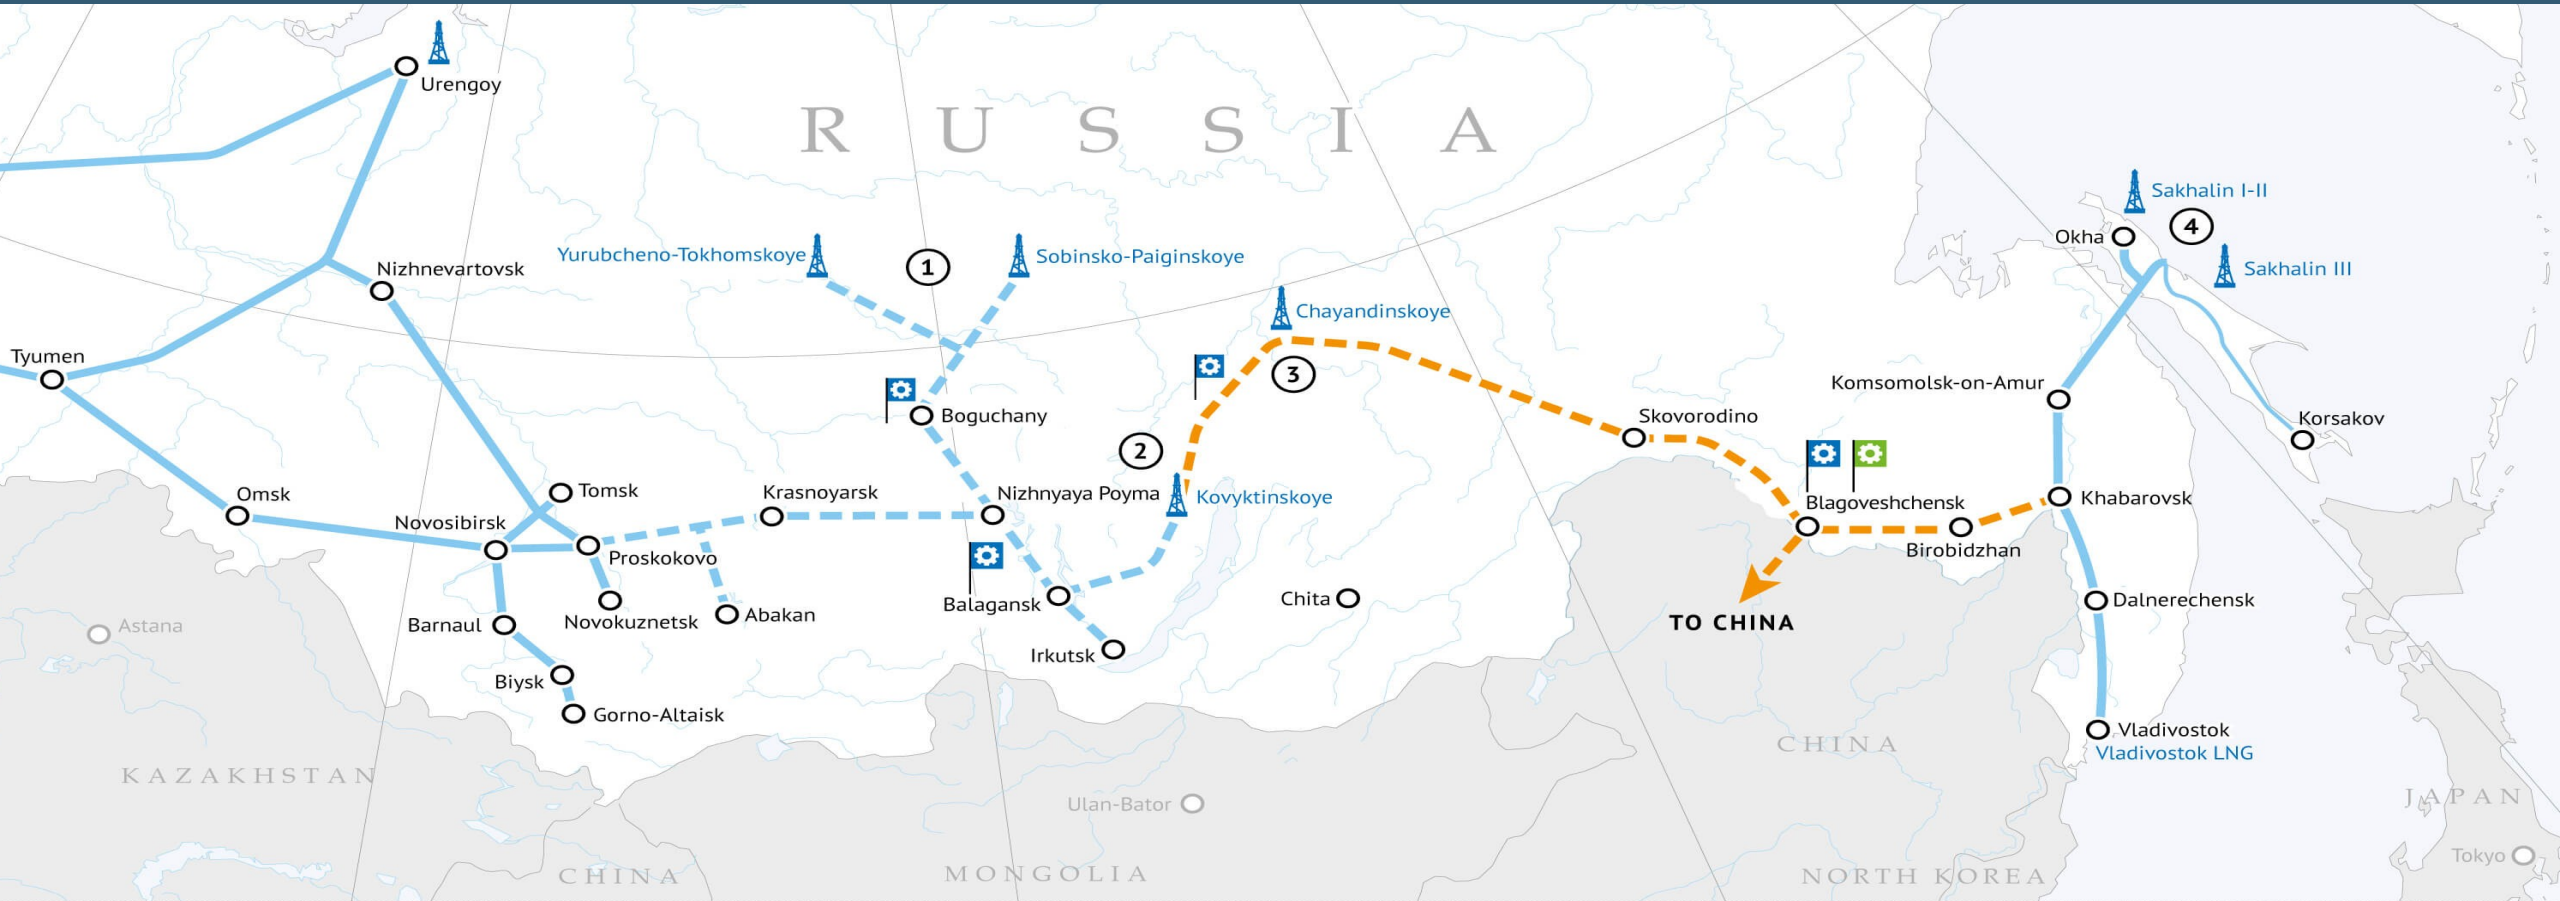 Urengoy
R U S S I A
Sakhalin I-II
4
Okha
Yurubcheno-Tokhomskoye
1
Sobinsko-Paiginskoye
Sakhalin III
Nizhnevartovsk
Chayandinskoye
Tyumen
3
Komsomolsk-on-Amur
Boguchany
Skovorodino
Korsakov
2
Omsk
Tomsk
Krasnoyarsk
Nizhnyaya Poyma
Kovyktinskoye
Blagoveshchensk
Khabarovsk
Novosibirsk
Proskokovo
Birobidzhan
Balagansk
Chita
Dalnerechensk
Astana
Barnaul
Novokuznetsk
Abakan
TO CHINA
Irkutsk
Biysk
Gorno-Altaisk
Vladivostok
Vladivostok LNG
CHINA
KAZAKHSTAN
Ulan-Bator
JAPAN
Tokyo
CHINA
MONGOLIA
NORTH KOREA